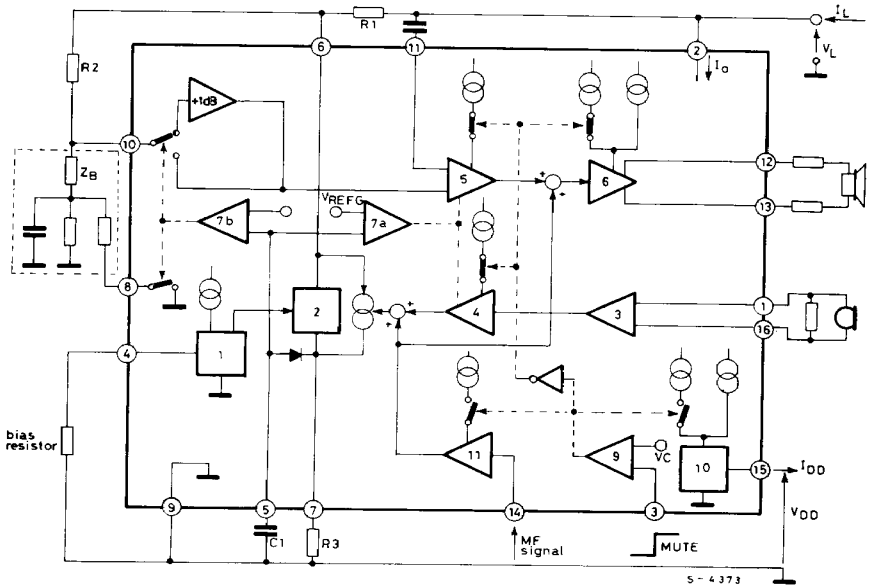 R1
I_L
6
11
2
I_a
V_L
R2
+1dB
10
12
5
+
+
6
Z_B
13
V_REFG
7b
7a
8
2
+
+
4
3
1
16
4
1
bias
resistor
11
9
VC
10
15
I_DD
9
5
7
14
3
V_DD
C1
R3
MF
signal
MUTE
S-4373